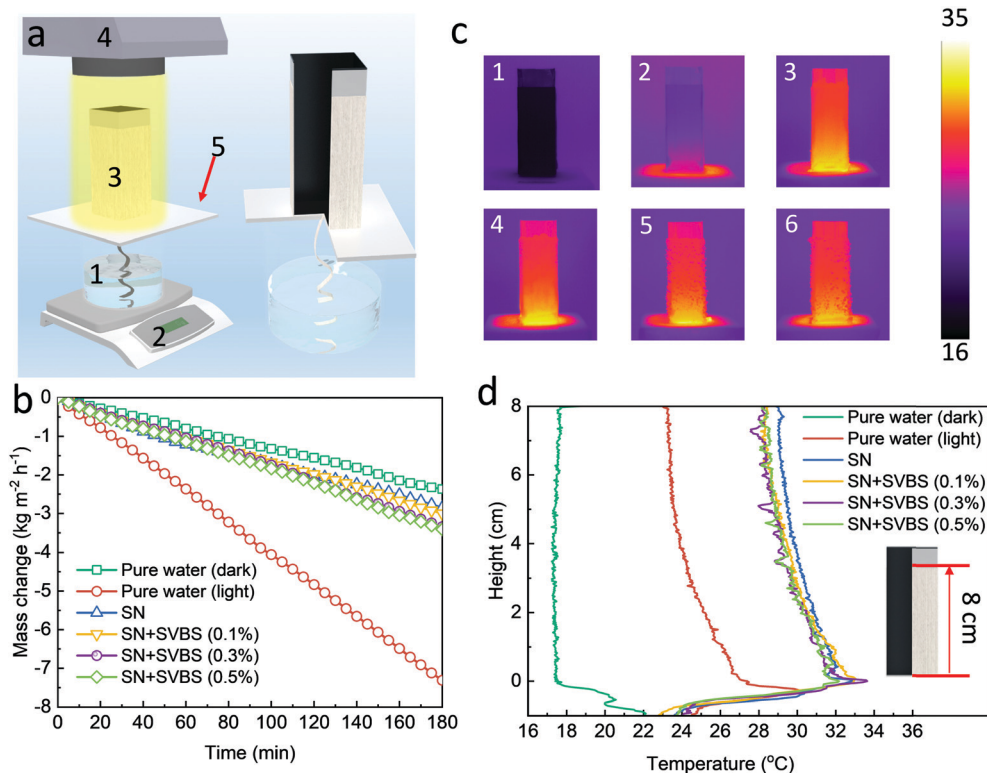 a
4
3
5
1
2
c
1
2
3
4
5
6
35
16
b
0
-1
-2
-3
-4
-5
-6
-7
-8
Mass change (kg m⁻² h⁻¹)
Pure water (dark)
Pure water (light)
SN
SN+SVBS (0.1%)
SN+SVBS (0.3%)
SN+SVBS (0.5%)
0 20 40 60 80 100 120 140 160 180
Time (min)
d
8
6
4
2
0
Height (cm)
Pure water (dark)
Pure water (light)
SN
SN+SVBS (0.1%)
SN+SVBS (0.3%)
SN+SVBS (0.5%)
8 cm
16 18 20 22 24 26 28 30 32 34 36
Temperature (°C)